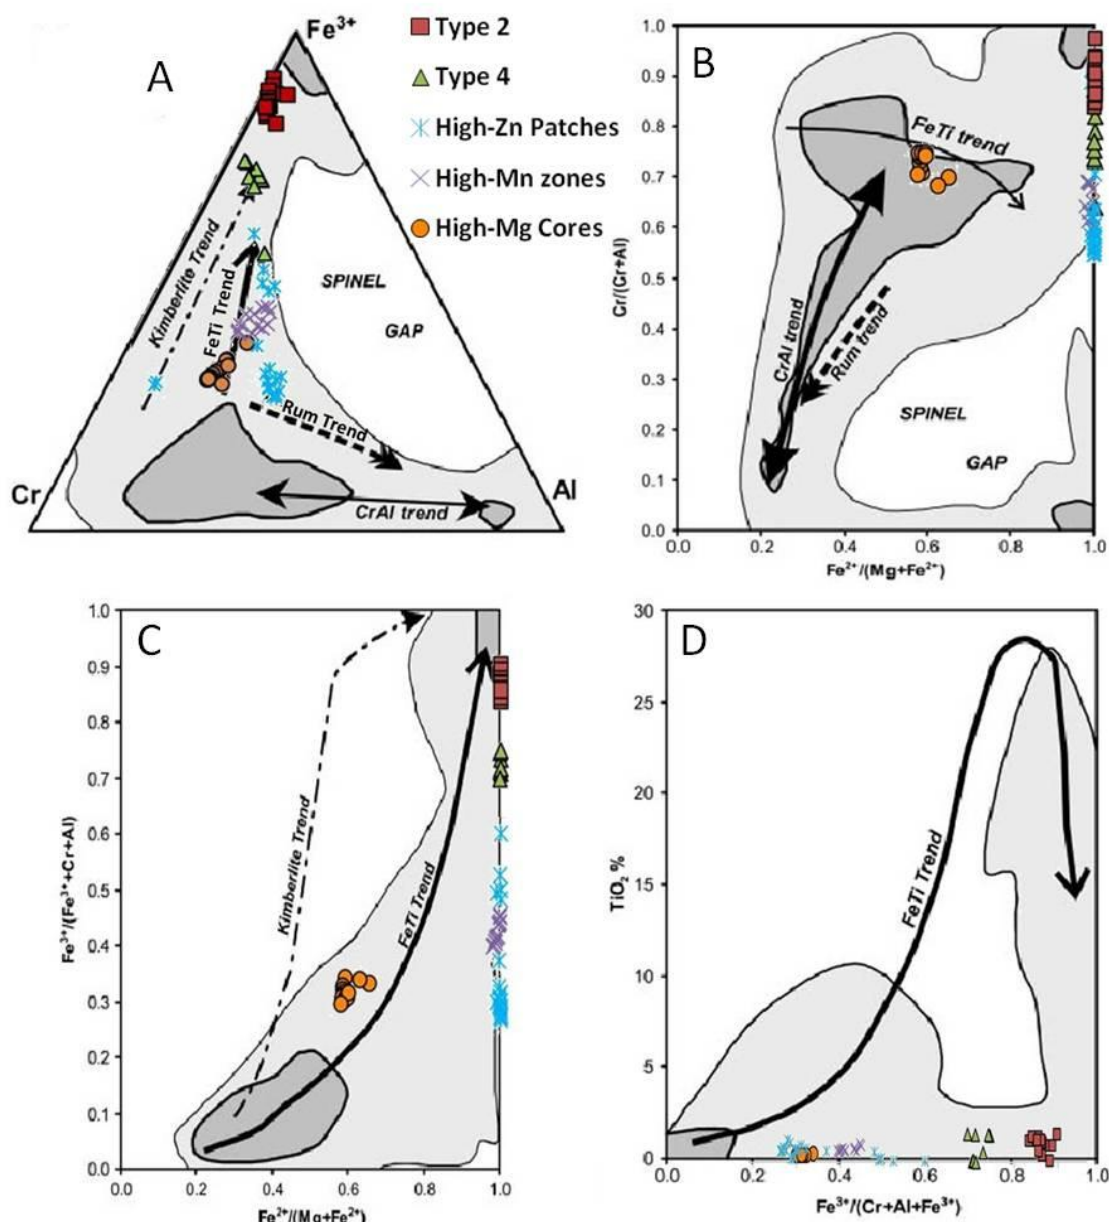 Fe³⁺
A
Type 2
Type 4
High-Zn Patches
High-Mn zones
High-Mg Cores
Kimberlite Trend
FeTi Trend
SPINEL
GAP
Rum Trend
Cr
Al
CrAl trend
B
Cr/(Cr+Al)
1.0
0.9
0.8
0.7
0.6
0.5
0.4
0.3
0.2
0.1
0.0
FeTi trend
CrAl trend
Rum trend
SPINEL
GAP
0.0 0.2 0.4 0.6 0.8 1.0
Fe²⁺/(Mg+Fe²⁺)
C
Fe³⁺/(Fe³⁺+Cr+Al)
1.0
0.9
0.8
0.7
0.6
0.5
0.4
0.3
0.2
0.1
0.0
Kimberlite Trend
FeTi Trend
0.0 0.2 0.4 0.6 0.8 1.0
Fe²⁺/(Mg+Fe²⁺)
D
TiO₂ %
30
25
20
15
10
5
0
FeTi Trend
0.0 0.2 0.4 0.6 0.8 1.0
Fe³⁺/(Cr+Al+Fe³⁺)